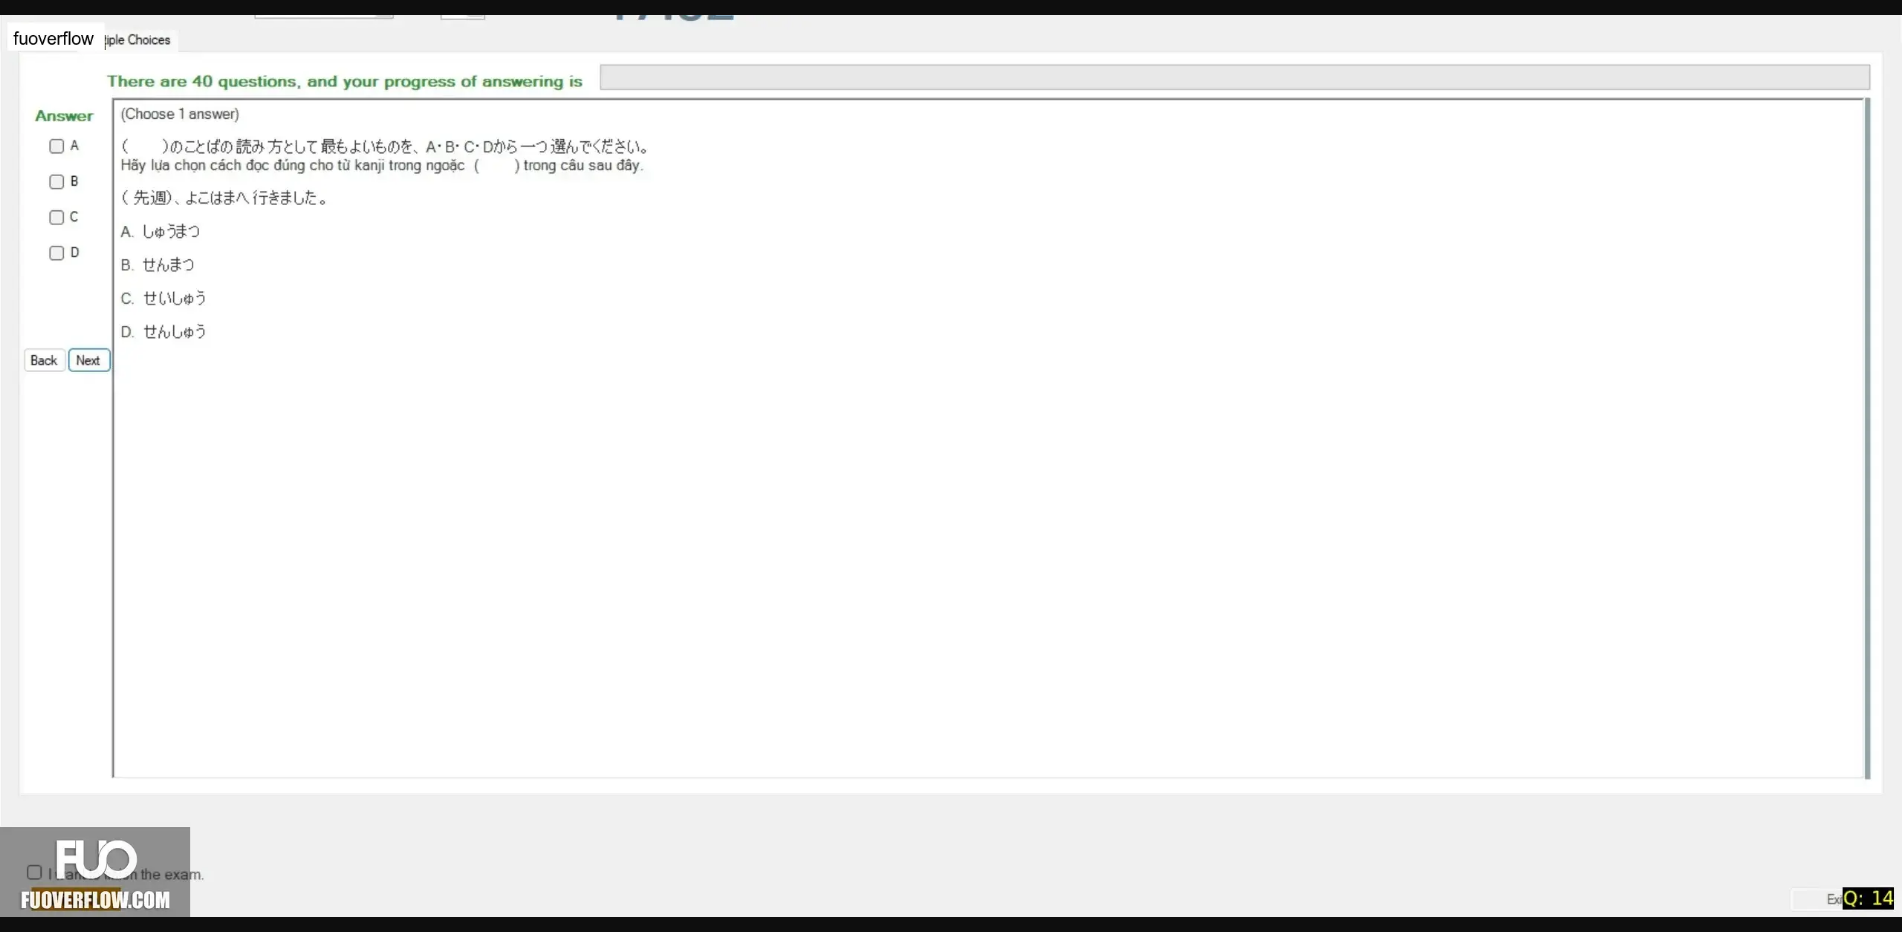 fuoverflow
iple Choices
There are 40 questions, and your progress of answering is
Answer
(Choose 1 answer)
A
B
C
D
(　　)のことばの読み方として最もよいものを、A・B・C・Dから一つ選んでください。
Hãy lựa chọn cách đọc đúng cho từ kanji trong ngoặc (　　) trong câu sau đây.
(先週)、よこはまへ行きました。
A. しゅうまつ
B. せんまつ
C. せいしゅう
D. せんしゅう
Back Next
FUO
the exam.
FUOVERFLOW.COM
Q: 14